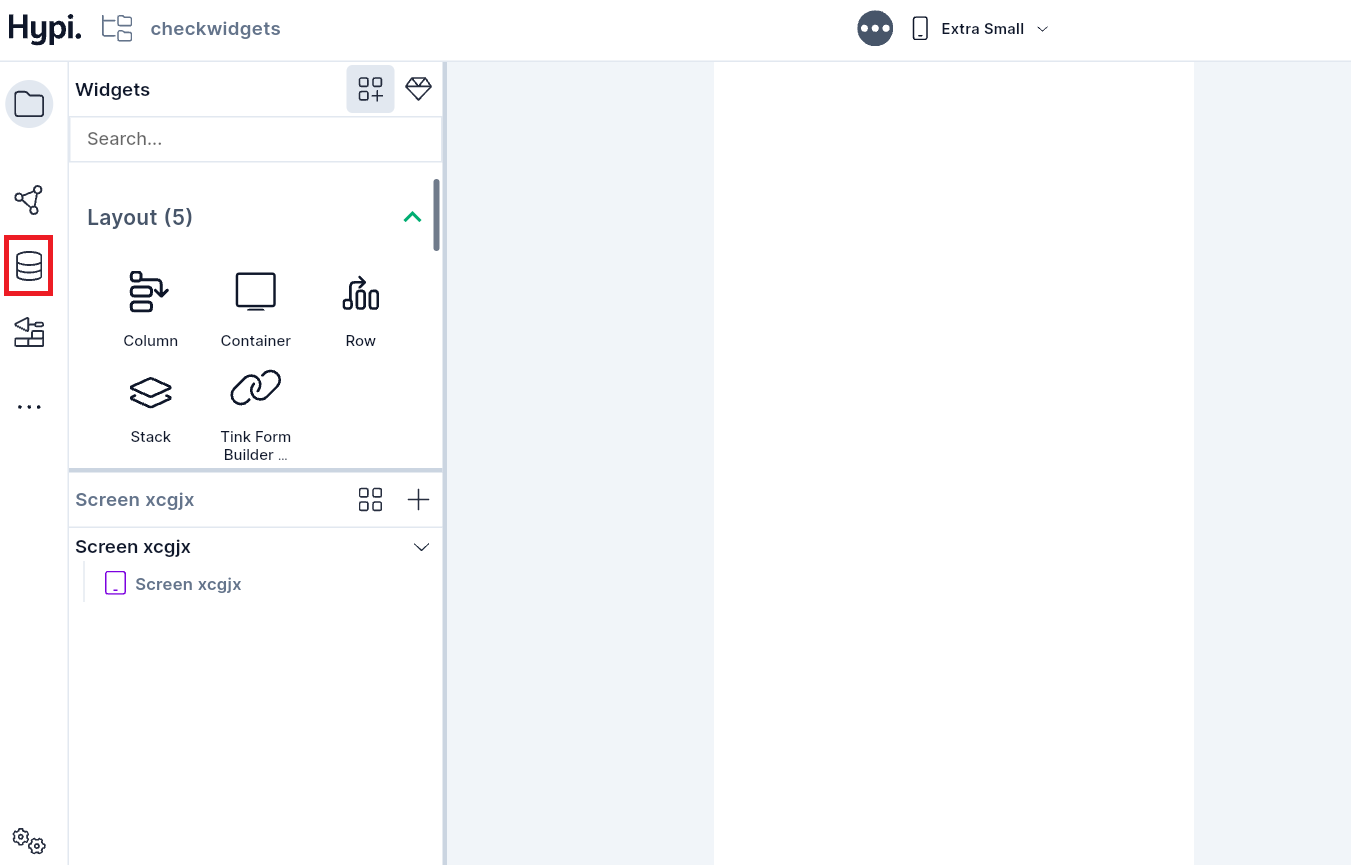 Hypi.
checkwidgets
Extra Small
Widgets
Search...
Layout (5)
Column
Container
Row
Stack
Tink Form
Builder ...
Screen xcgjx
Screen xcgjx
Screen xcgjx